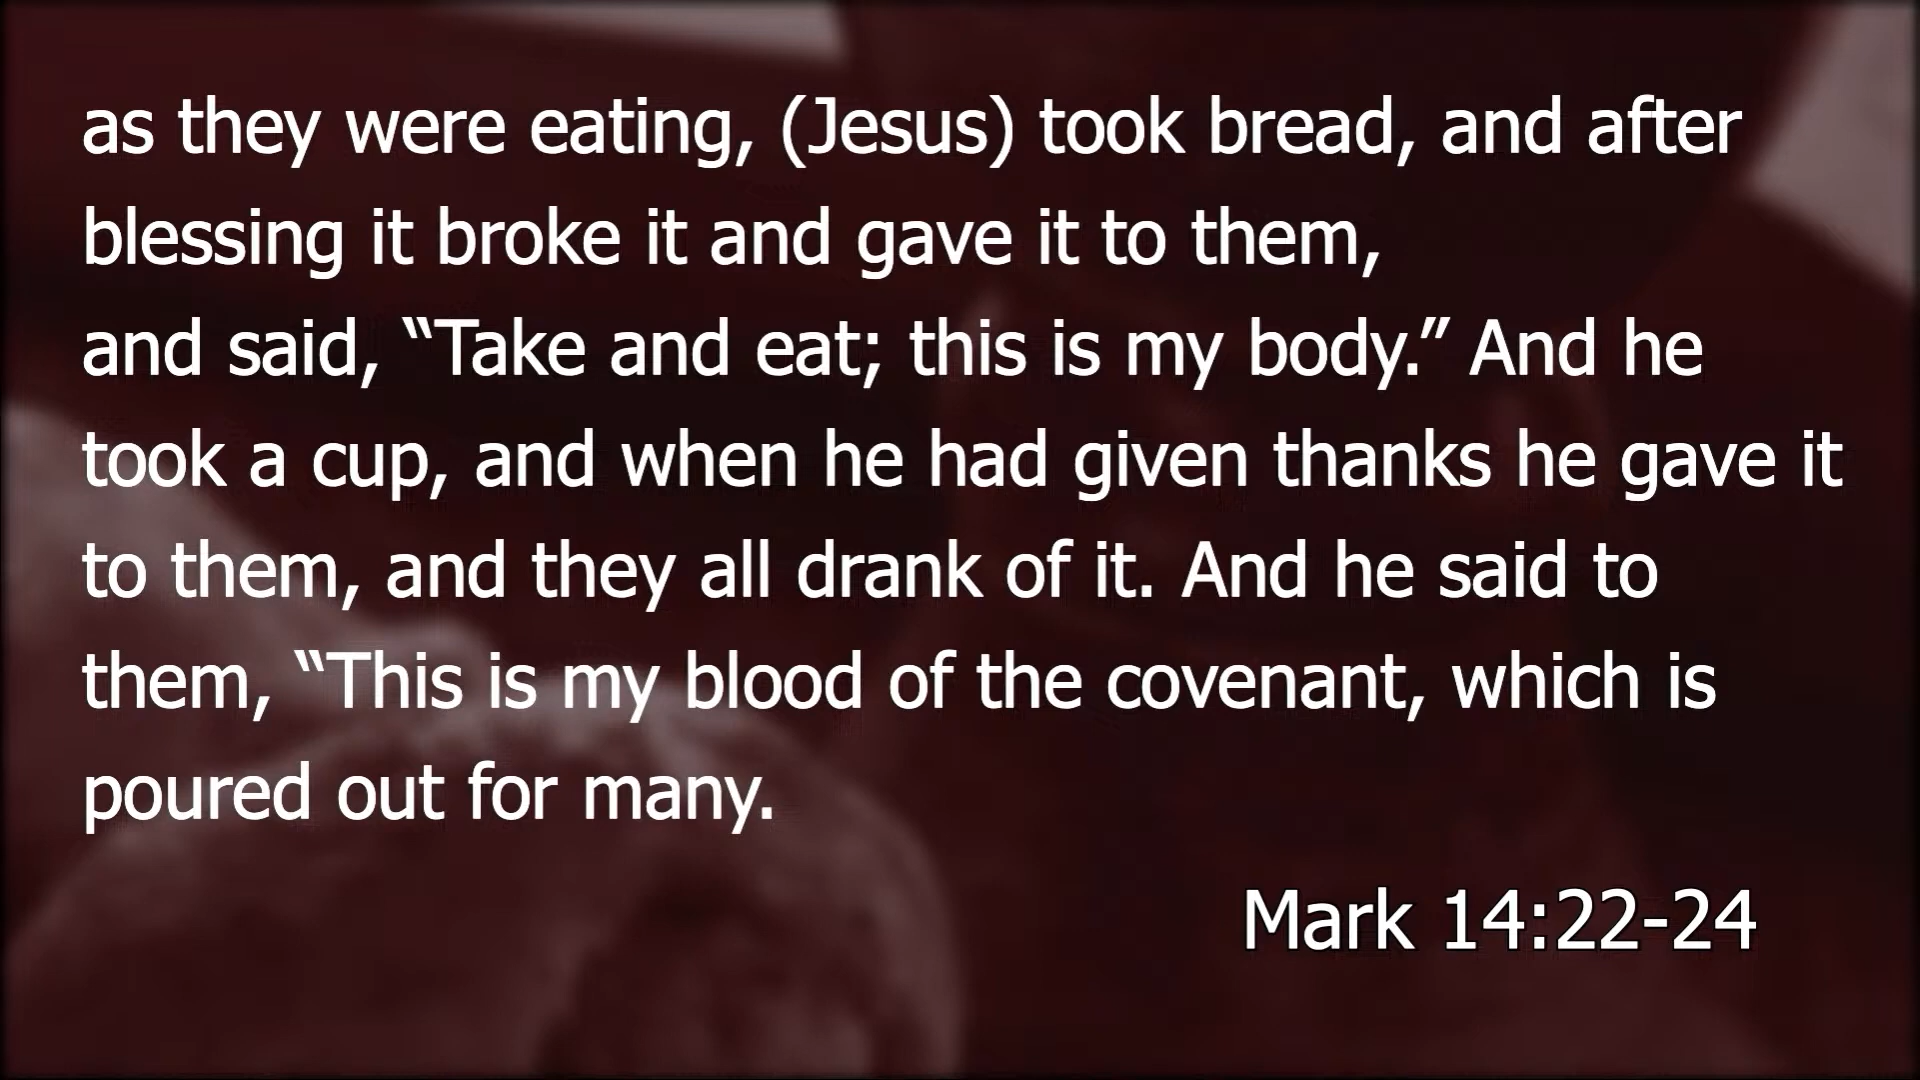 as they were eating, (Jesus) took bread, and after
blessing it broke it and gave it to them,
and said, “Take and eat; this is my body.” And he
took a cup, and when he had given thanks he gave it
to them, and they all drank of it. And he said to
them, “This is my blood of the covenant, which is
poured out for many.
Mark 14:22-24